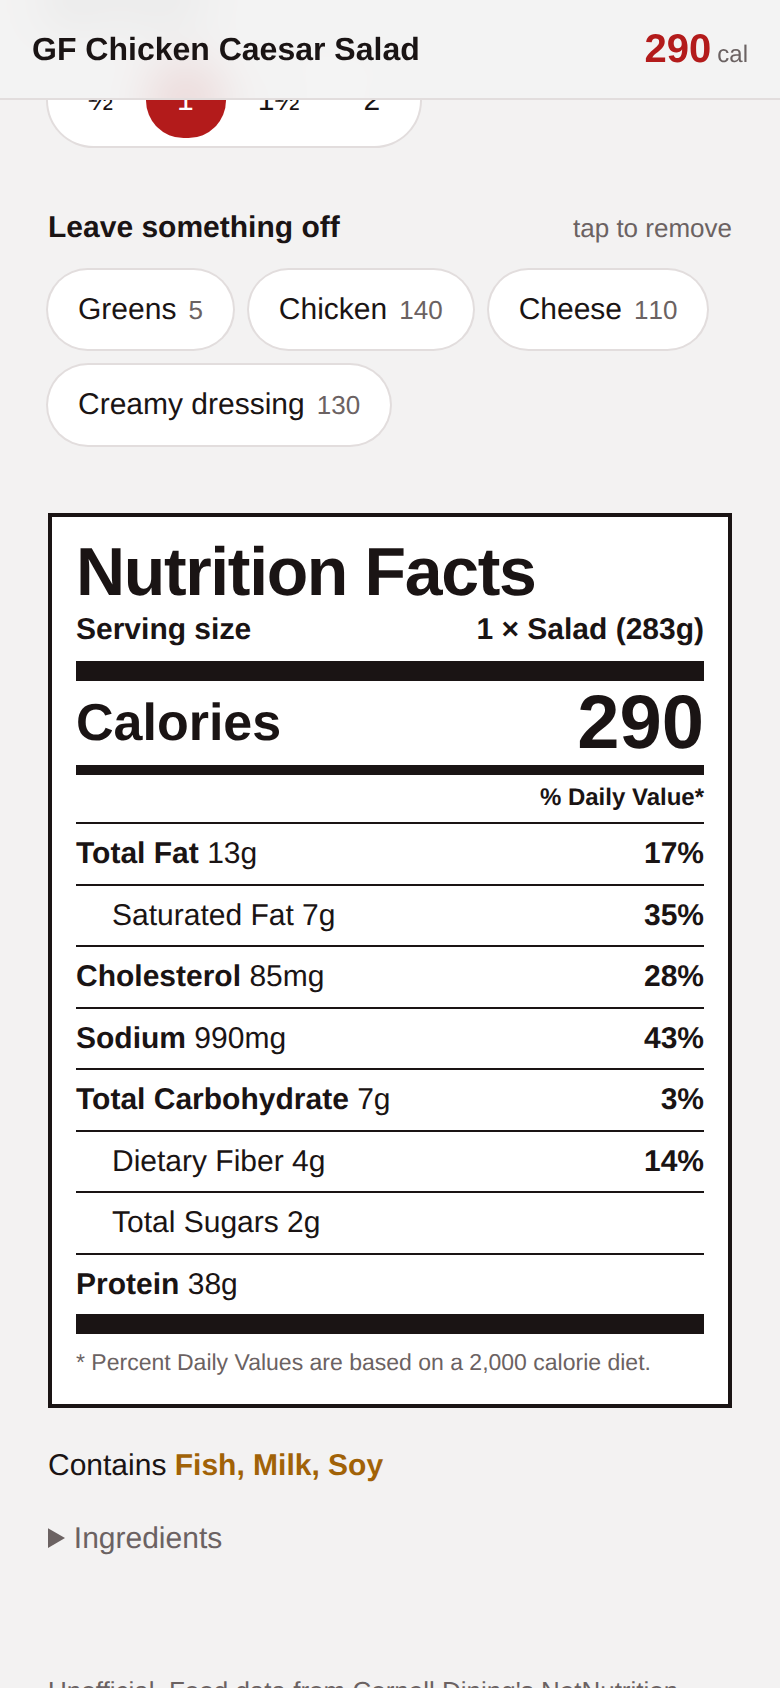 GF Chicken Caesar Salad 290 cal
½ 1 1½ 2
Leave something off tap to remove
Greens 5 Chicken 140 Cheese 110
Creamy dressing 130
Nutrition Facts
Serving size 1 × Salad (283g)
Calories 290
% Daily Value*
Total Fat 13g 17%
Saturated Fat 7g 35%
Cholesterol 85mg 28%
Sodium 990mg 43%
Total Carbohydrate 7g 3%
Dietary Fiber 4g 14%
Total Sugars 2g
Protein 38g
* Percent Daily Values are based on a 2,000 calorie diet.
Contains Fish, Milk, Soy
Ingredients
Unofficial. Food data from Cornell Dining's NetNutrition